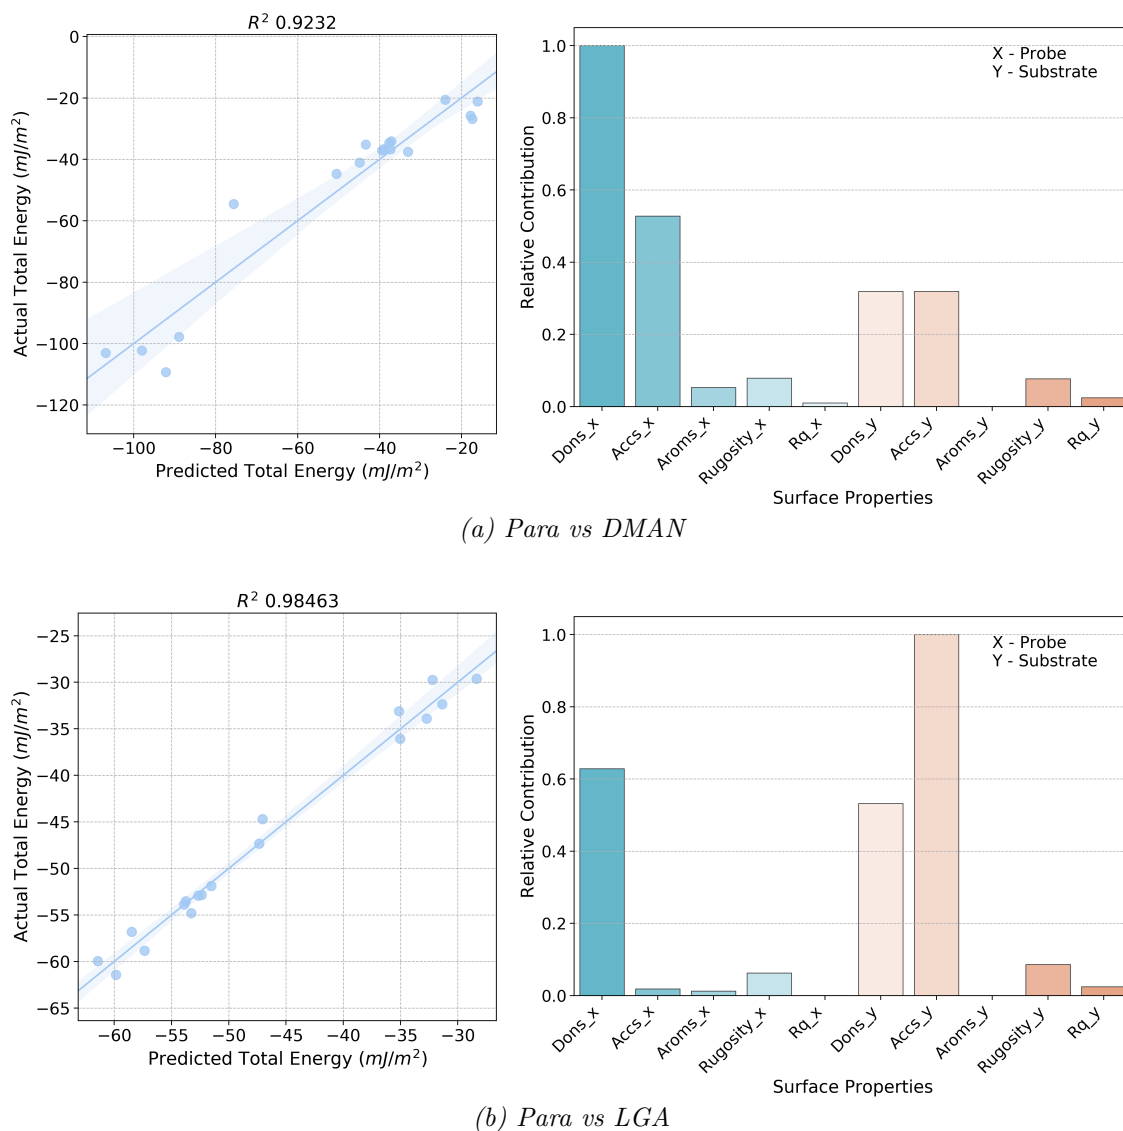 R² 0.9232
0
−20
−40
−60
−80
−100
−120
Actual Total Energy (mJ/m²)
−100 −80 −60 −40 −20
Predicted Total Energy (mJ/m²)
1.0
0.8
0.6
0.4
0.2
0.0
Relative Contribution
X - Probe
Y - Substrate
Dons_x Accs_x Aroms_x Rugosity_x Rq_x Dons_y Accs_y Aroms_y Rugosity_y Rq_y
Surface Properties
(a) Para vs DMAN
R² 0.98463
−25
−30
−35
−40
−45
−50
−55
−60
−65
Actual Total Energy (mJ/m²)
−60 −55 −50 −45 −40 −35 −30
Predicted Total Energy (mJ/m²)
1.0
0.8
0.6
0.4
0.2
0.0
Relative Contribution
X - Probe
Y - Substrate
Dons_x Accs_x Aroms_x Rugosity_x Rq_x Dons_y Accs_y Aroms_y Rugosity_y Rq_y
Surface Properties
(b) Para vs LGA